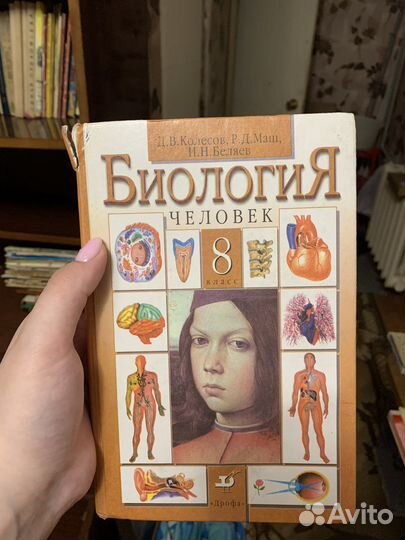 Д.В.Колесов, Р.Д.Маш,
И.Н.Беляев
Биология
ЧЕЛОВЕК
8
класс
«Дрофа»
Avito